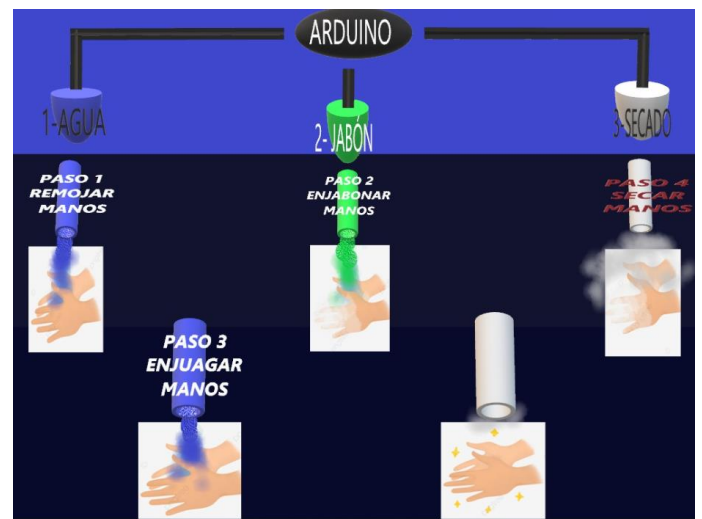 ARDUINO
1-AGUA
2- JABÓN
3-SECADO
PASO 1
REMOJAR
MANOS
PASO 2
ENJABONAR
MANOS
PASO 4
SECAR
MANOS
PASO 3
ENJUAGAR
MANOS